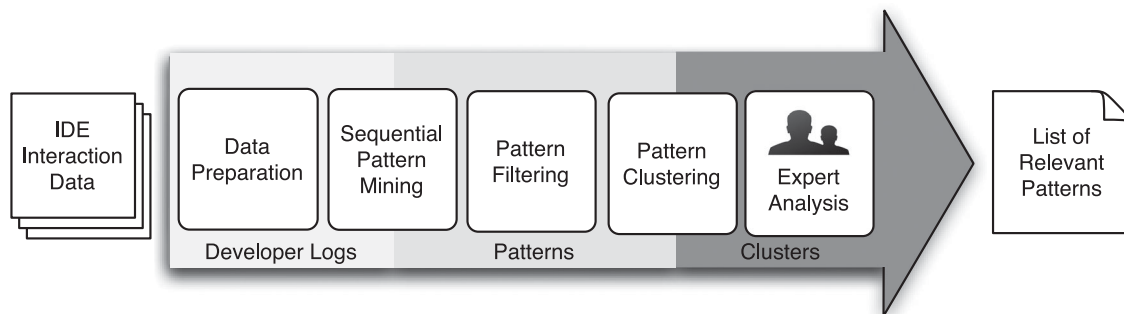 IDE
Interaction
Data
Data
Preparation
Sequential
Pattern
Mining
Pattern
Filtering
Pattern
Clustering
Expert
Analysis
List of
Relevant
Patterns
Developer Logs
Patterns
Clusters